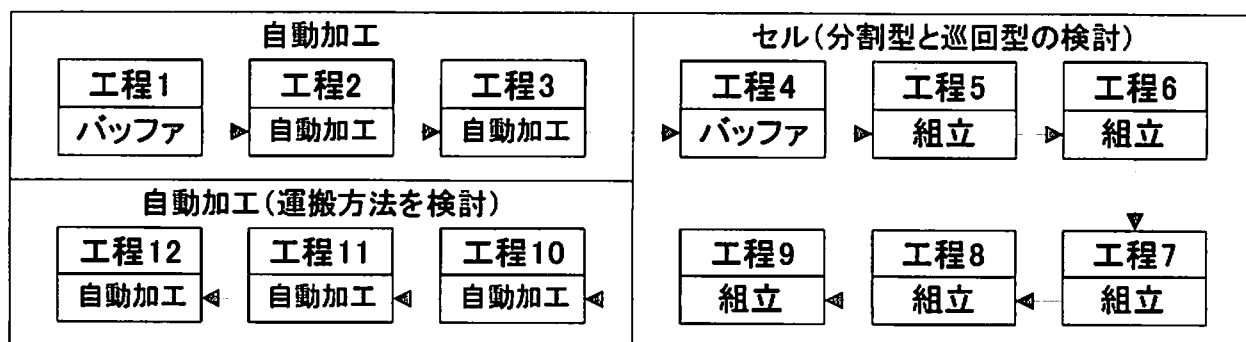 自動加工
工程1
バッファ
工程2
自動加工
工程3
自動加工
セル(分割型と巡回型の検討)
工程4
バッファ
工程5
組立
工程6
組立
工程7
組立
工程8
組立
工程9
組立
自動加工(運搬方法を検討)
工程10
自動加工
工程11
自動加工
工程12
自動加工